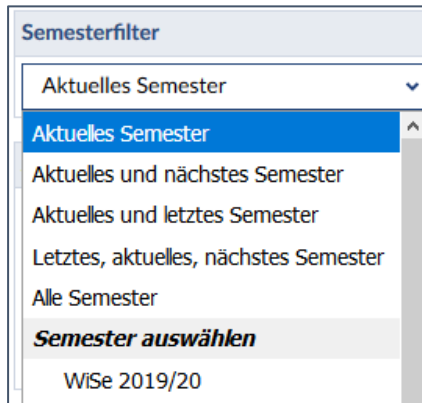 Semesterfilter
Aktuelles Semester
Aktuelles Semester
Aktuelles und nächstes Semester
Aktuelles und letztes Semester
Letztes, aktuelles, nächstes Semester
Alle Semester
Semester auswählen
WiSe 2019/20